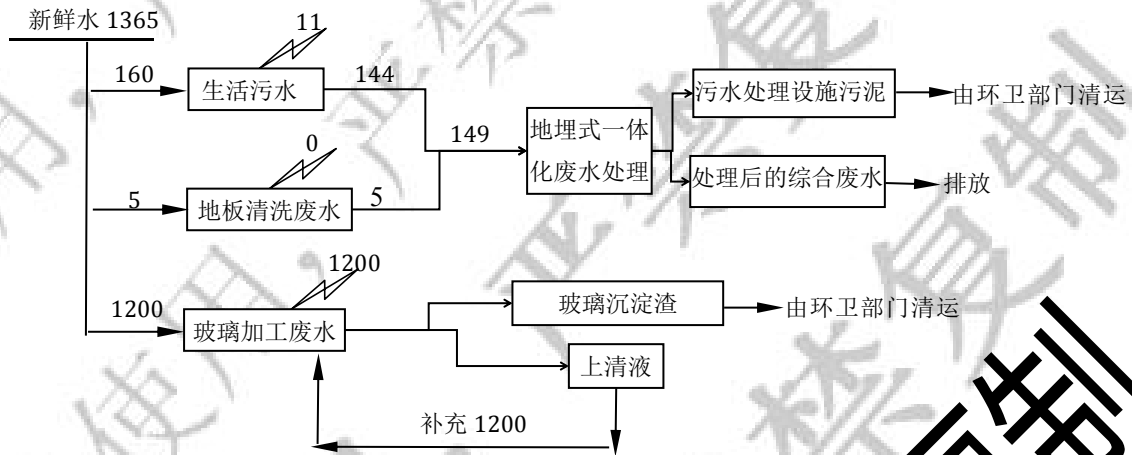 新鲜水 1365
11
160
生活污水
144
污水处理设施污泥
由环卫部门清运
149
地埋式一体
化废水处理
0
处理后的综合废水
排放
5
地板清洗废水
5
1200
1200
玻璃加工废水
玻璃沉淀渣
由环卫部门清运
上清液
补充 1200